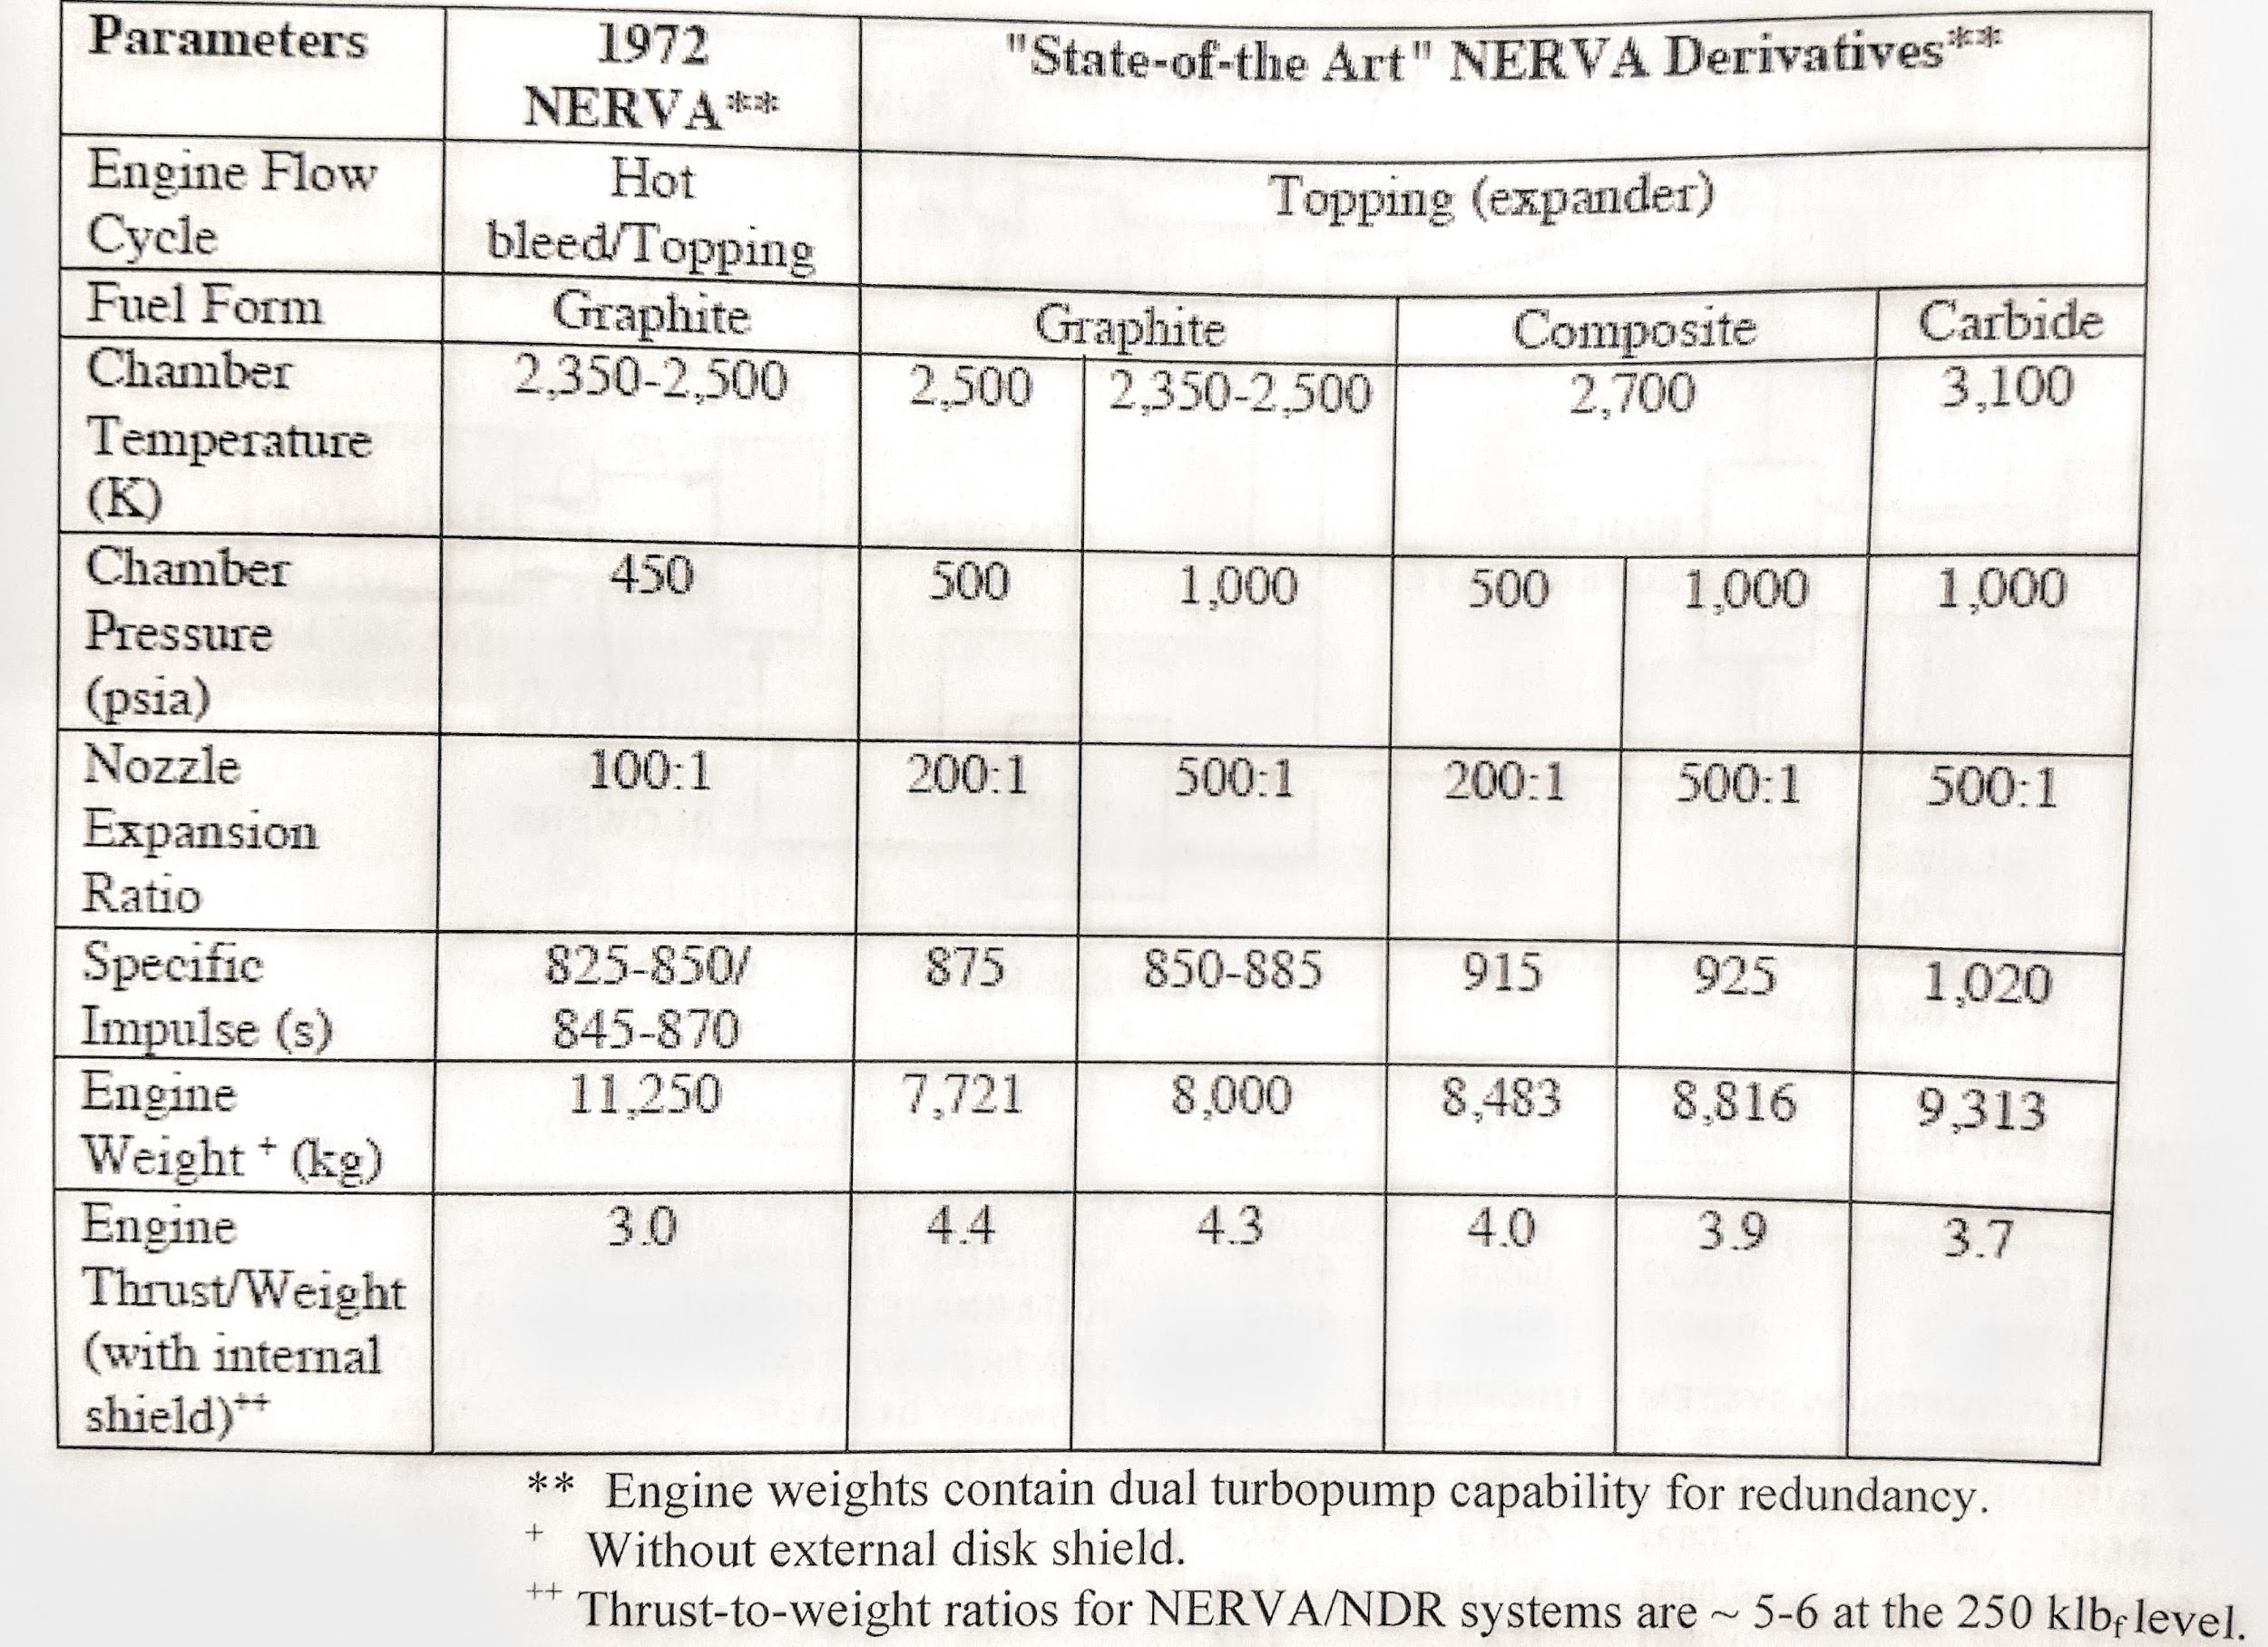 Parameters
1972
NERVA**
"State-of-the Art" NERVA Derivatives**
Engine Flow
Cycle
Hot
bleed/Topping
Topping (expander)
Fuel Form
Graphite
Graphite
Composite
Carbide
Chamber
Temperature
(K)
2,350-2,500
2,500
2,350-2,500
2,700
3,100
Chamber
Pressure
(psia)
450
500
1,000
500
1,000
1,000
Nozzle
Expansion
Ratio
100:1
200:1
500:1
200:1
500:1
500:1
Specific
Impulse (s)
825-850/
845-870
875
850-885
915
925
1,020
Engine
Weight + (kg)
11,250
7,721
8,000
8,483
8,816
9,313
Engine
Thrust/Weight
(with internal
shield)++
3.0
4.4
4.3
4.0
3.9
3.7
** Engine weights contain dual turbopump capability for redundancy.
+ Without external disk shield.
++ Thrust-to-weight ratios for NERVA/NDR systems are ~ 5-6 at the 250 klbf level.